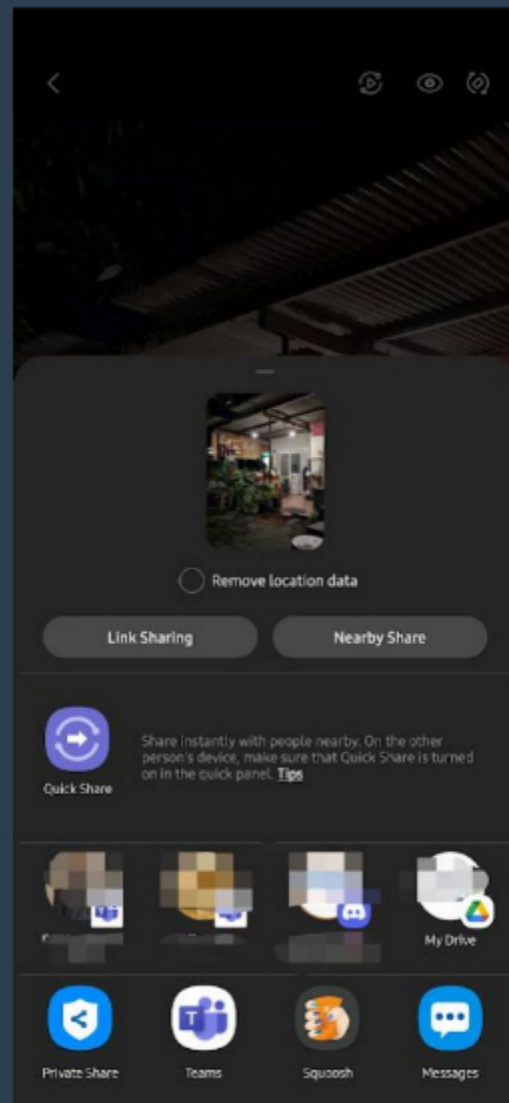 Remove location data
Link Sharing
Nearby Share
Share instantly with people nearby. On the other
person's device, make sure that Quick Share is turned
on in the quick panel. Tips
Quick Share
My Drive
Private Share
Teams
Squoosh
Messages